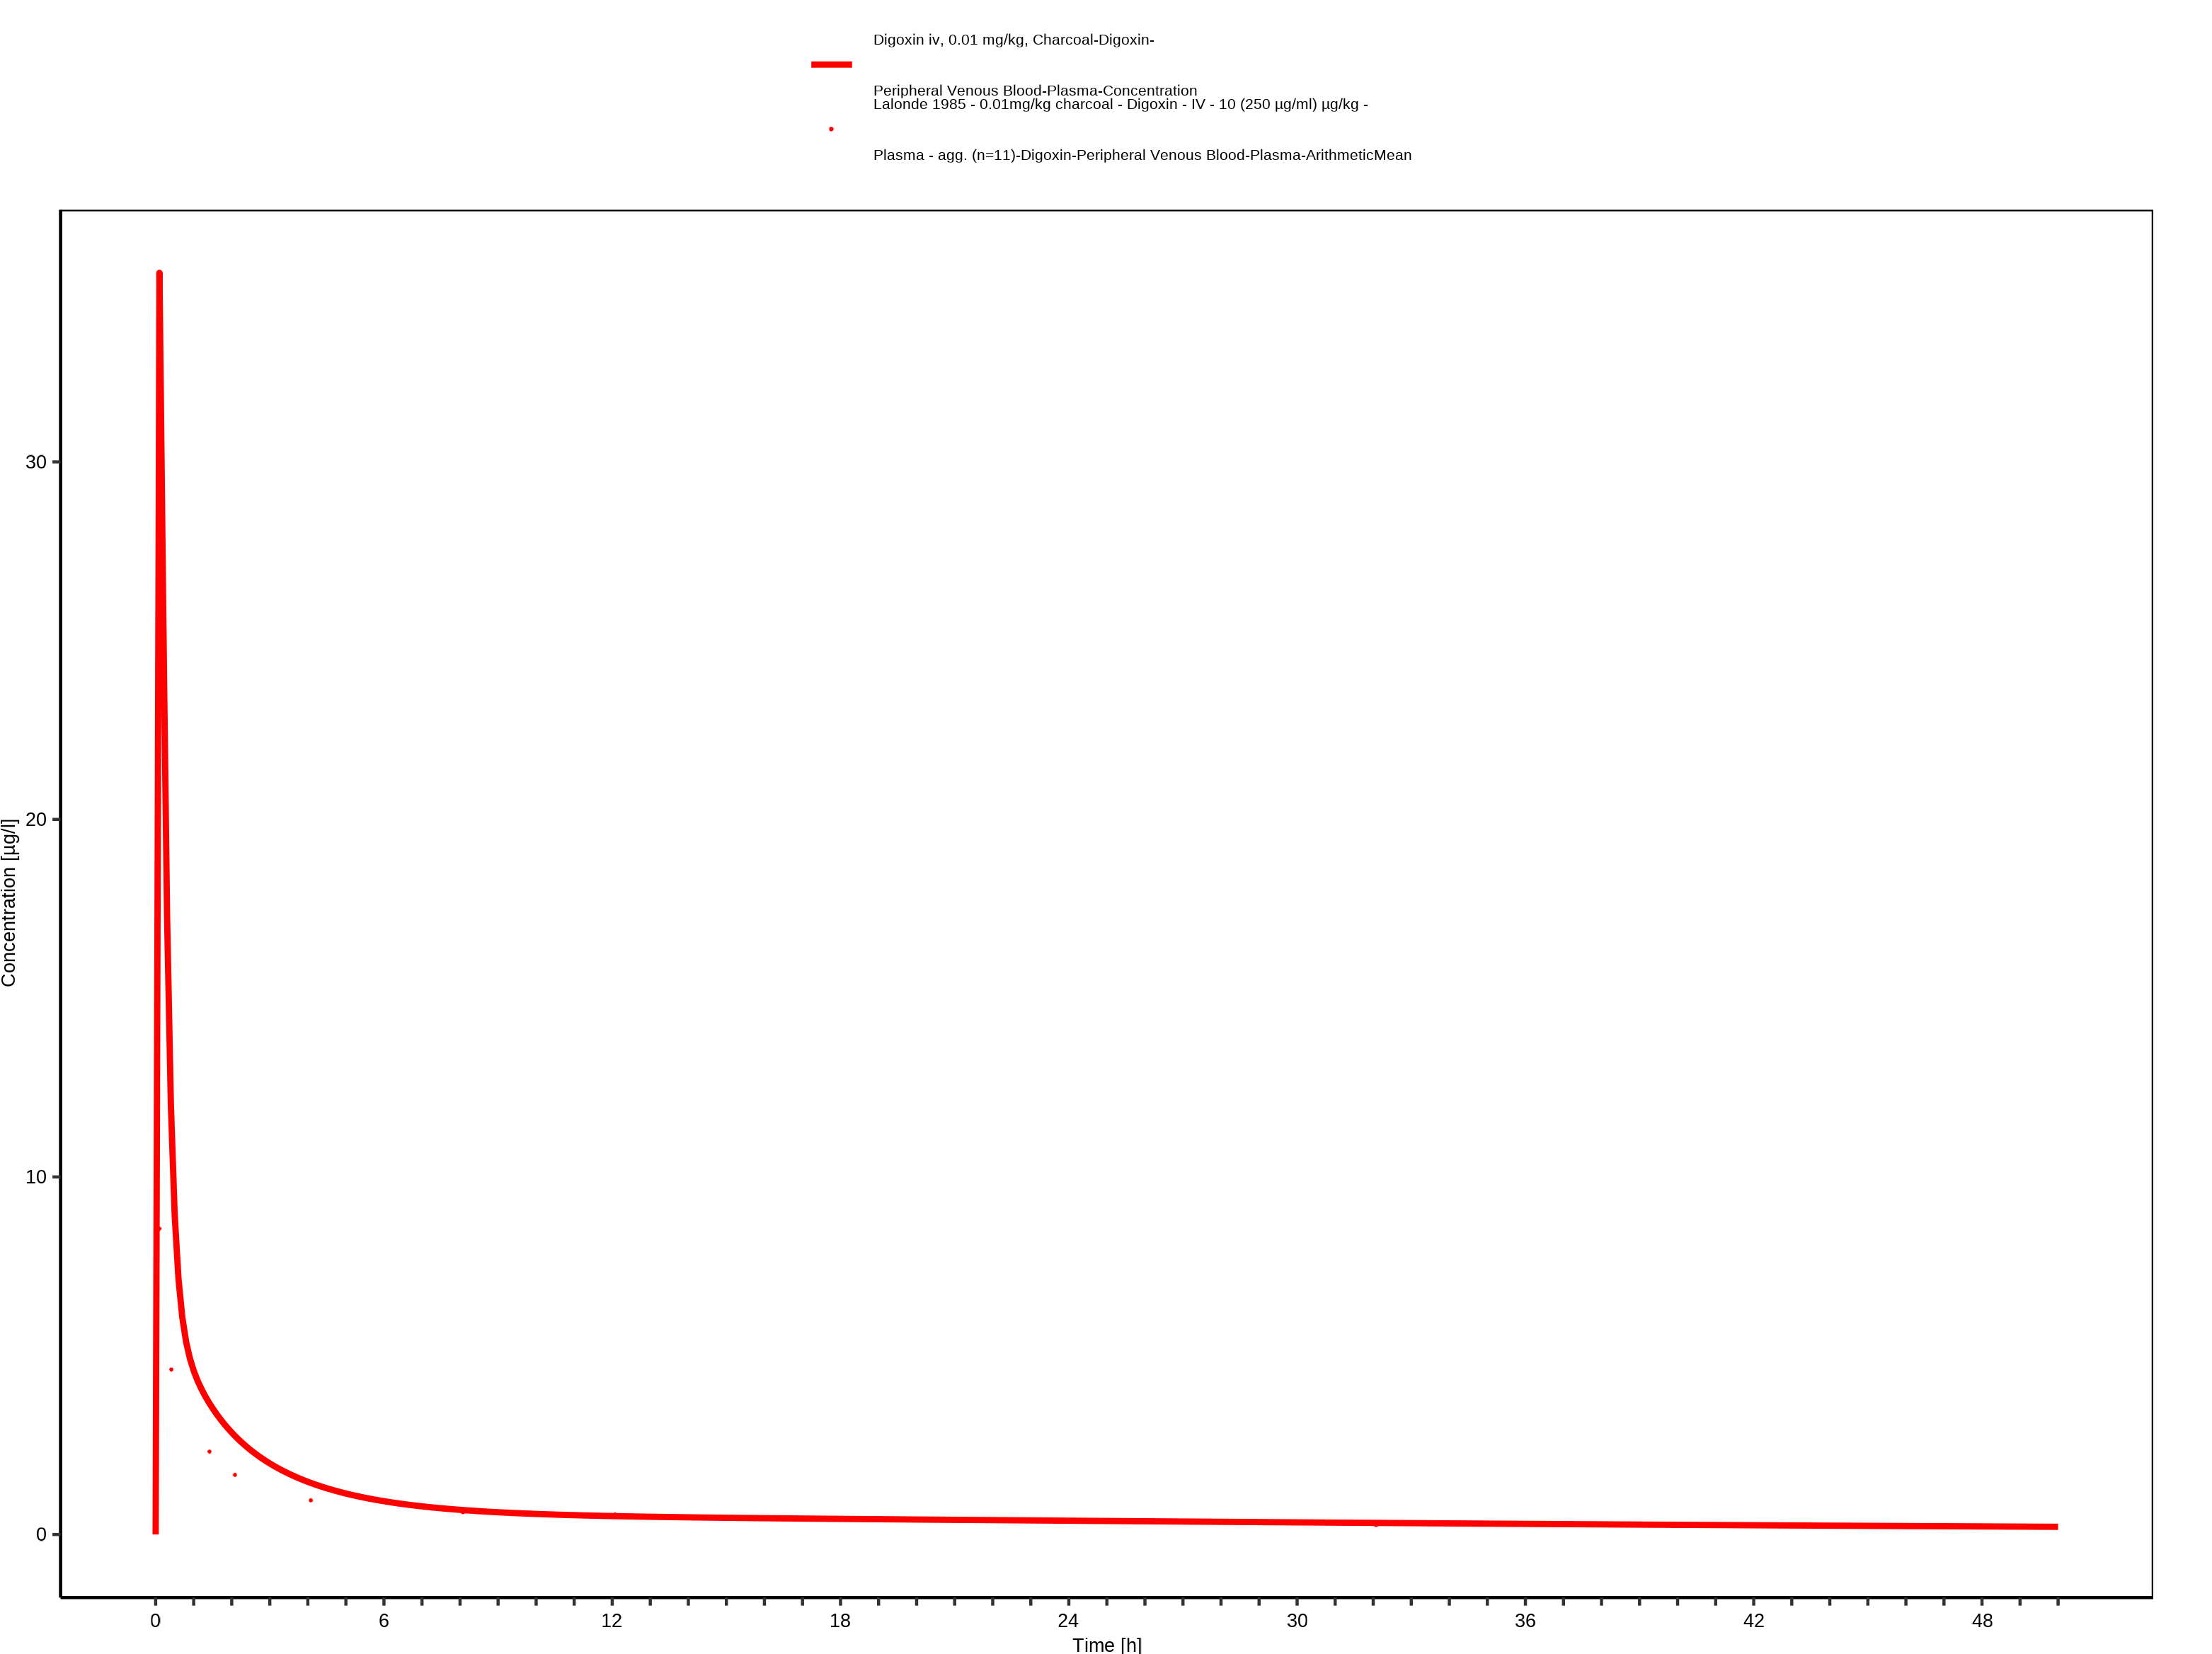 Digoxin iv, 0.01 mg/kg, Charcoal-Digoxin-
Peripheral Venous Blood-Plasma-Concentration
Lalonde 1985 - 0.01mg/kg charcoal - Digoxin - IV - 10 (250 µg/ml) µg/kg -
Plasma - agg. (n=11)-Digoxin-Peripheral Venous Blood-Plasma-ArithmeticMean
30
20
10
0
Concentration [µg/l]
0 6 12 18 24 30 36 42 48
Time [h]